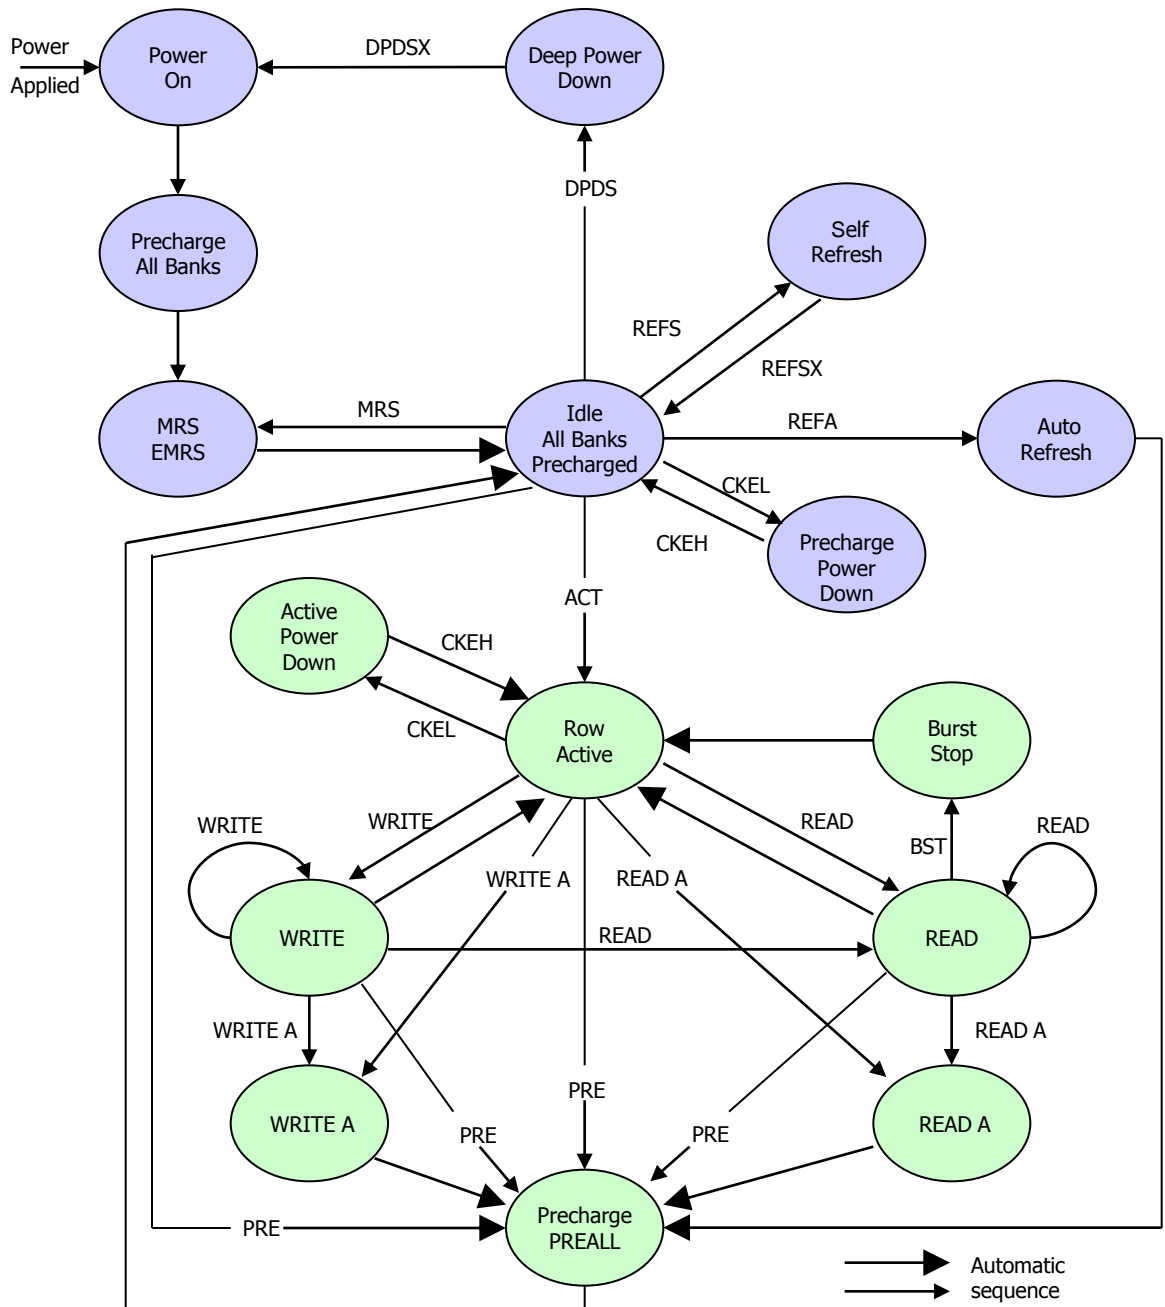 Power
Applied
Power
On
DPDSX
Deep Power
Down
DPDS
Precharge
All Banks
Self
Refresh
REFS
REFSX
MRS
EMRS
MRS
Idle
All Banks
Precharged
REFA
Auto
Refresh
CKEL
CKEH
Precharge
Power
Down
ACT
Active
Power
Down
CKEH
CKEL
Row
Active
Burst
Stop
WRITE
WRITE
READ
BST
READ
WRITE A
READ A
WRITE
READ
READ
WRITE A
READ A
WRITE A
PRE
PRE
PRE
READ A
PRE
Precharge
PREALL
Automatic
sequence